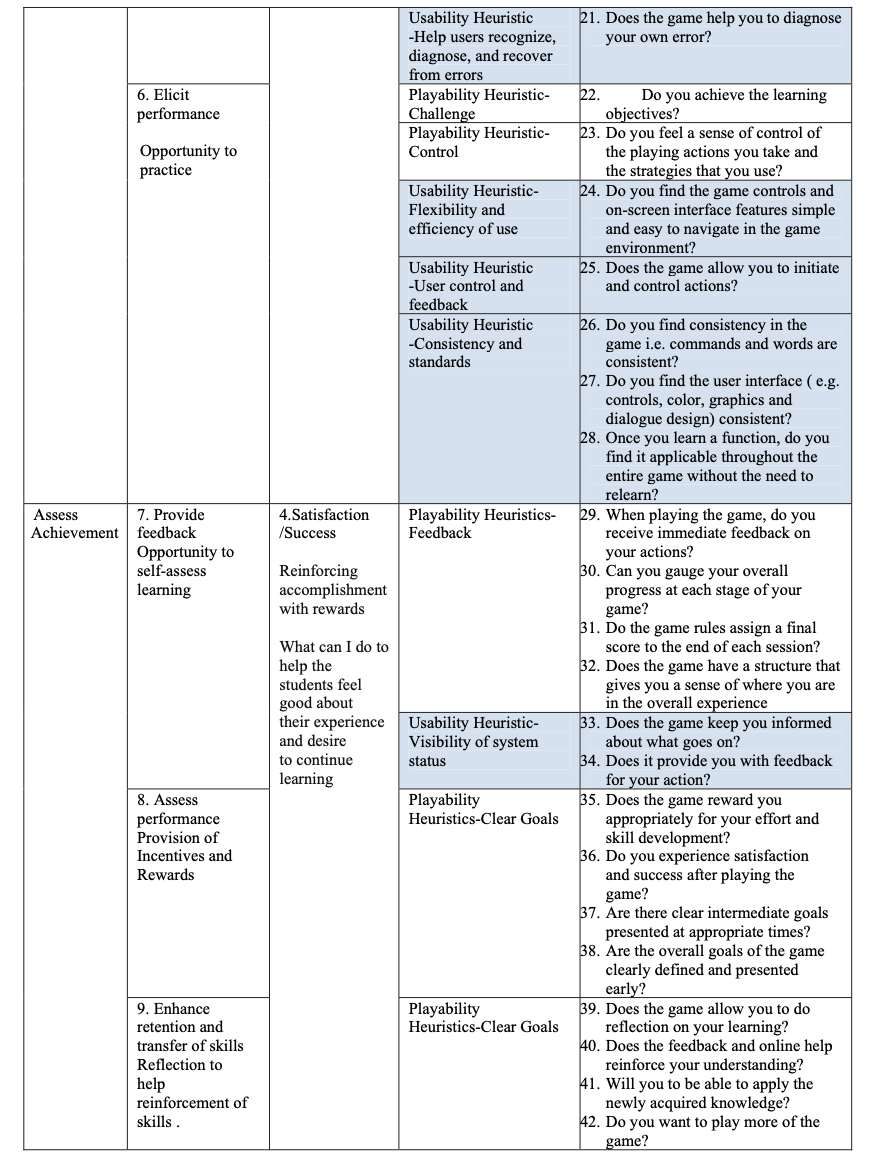 Usability Heuristic
-Help users recognize,
diagnose, and recover
from errors
21. Does the game help you to diagnose
your own error?
6. Elicit
performance
Opportunity to
practice
Playability Heuristic-
Challenge
22. Do you achieve the learning
objectives?
Playability Heuristic-
Control
23. Do you feel a sense of control of
the playing actions you take and
the strategies that you use?
Usability Heuristic-
Flexibility and
efficiency of use
24. Do you find the game controls and
on-screen interface features simple
and easy to navigate in the game
environment?
Usability Heuristic
-User control and
feedback
25. Does the game allow you to initiate
and control actions?
Usability Heuristic
-Consistency and
standards
26. Do you find consistency in the
game i.e. commands and words are
consistent?
27. Do you find the user interface ( e.g.
controls, color, graphics and
dialogue design) consistent?
28. Once you learn a function, do you
find it applicable throughout the
entire game without the need to
relearn?
Assess
Achievement
7. Provide
feedback
Opportunity to
self-assess
learning
4.Satisfaction
/Success
Reinforcing
accomplishment
with rewards
What can I do to
help the
students feel
good about
their experience
and desire
to continue
learning
Playability Heuristics-
Feedback
29. When playing the game, do you
receive immediate feedback on
your actions?
30. Can you gauge your overall
progress at each stage of your
game?
31. Do the game rules assign a final
score to the end of each session?
32. Does the game have a structure that
gives you a sense of where you are
in the overall experience
Usability Heuristic-
Visibility of system
status
33. Does the game keep you informed
about what goes on?
34. Does it provide you with feedback
for your action?
8. Assess
performance
Provision of
Incentives and
Rewards
Playability
Heuristics-Clear Goals
35. Does the game reward you
appropriately for your effort and
skill development?
36. Do you experience satisfaction
and success after playing the
game?
37. Are there clear intermediate goals
presented at appropriate times?
38. Are the overall goals of the game
clearly defined and presented
early?
9. Enhance
retention and
transfer of skills
Reflection to
help
reinforcement of
skills .
Playability
Heuristics-Clear Goals
39. Does the game allow you to do
reflection on your learning?
40. Does the feedback and online help
reinforce your understanding?
41. Will you to be able to apply the
newly acquired knowledge?
42. Do you want to play more of the
game?